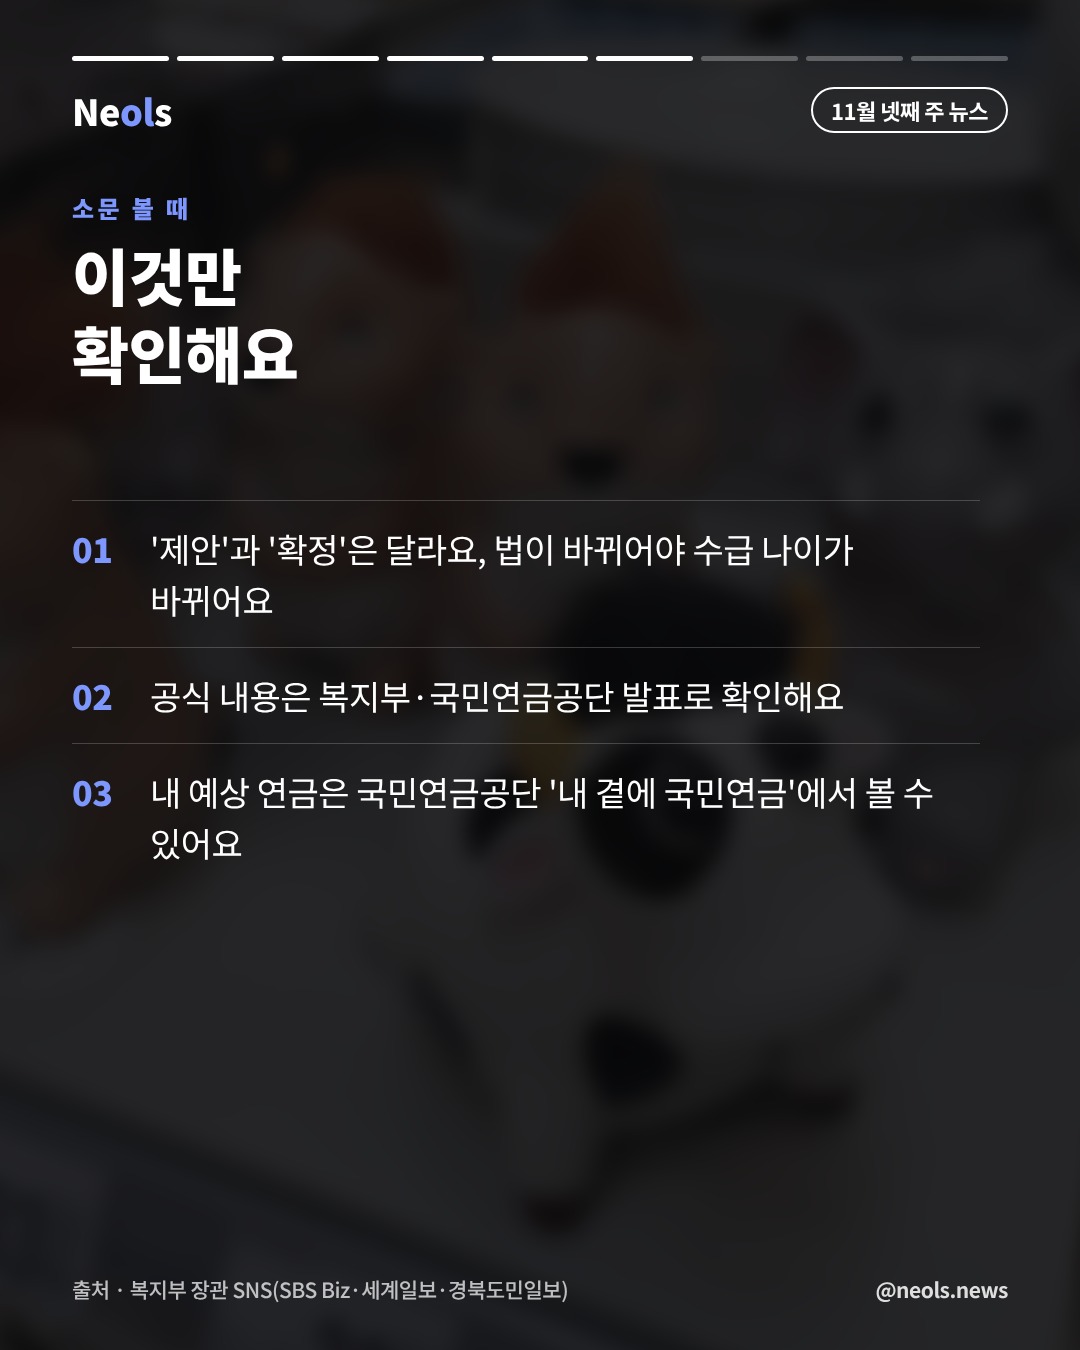 Neols
11월 넷째 주 뉴스
소문 볼 때
이것만
확인해요
01 '제안'과 '확정'은 달라요, 법이 바뀌어야 수급 나이가
바뀌어요
02 공식 내용은 복지부·국민연금공단 발표로 확인해요
03 내 예상 연금은 국민연금공단 '내 곁에 국민연금'에서 볼 수
있어요
출처 · 복지부 장관 SNS(SBS Biz·세계일보·경북도민일보)
@neols.news